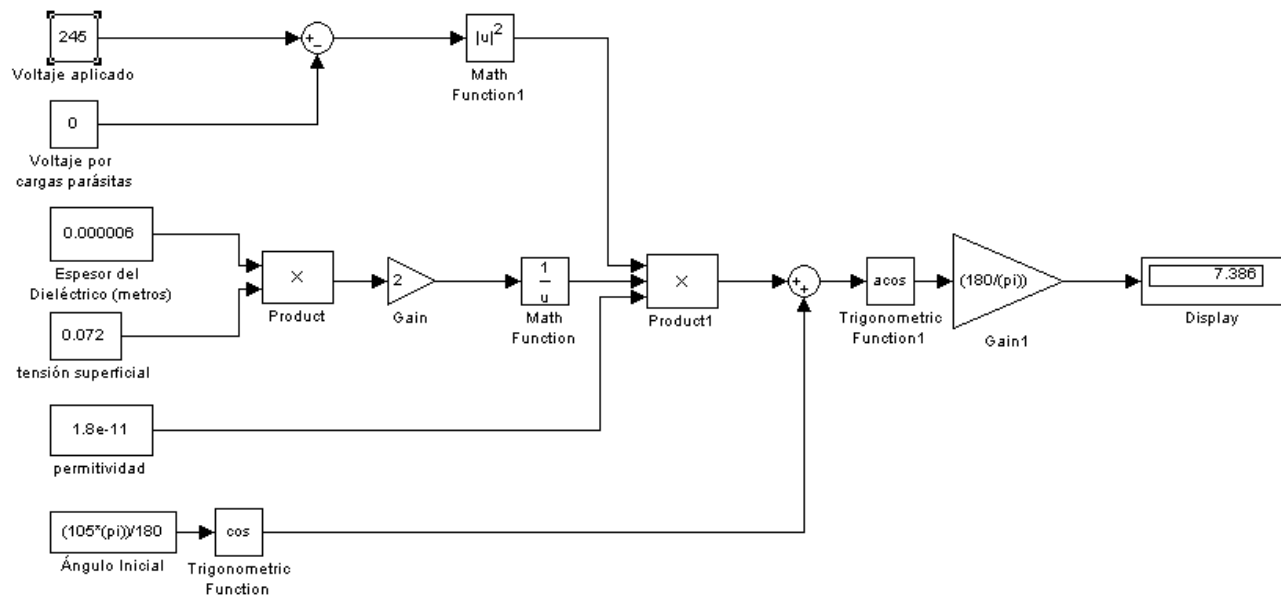 245
Voltaje aplicado
+
−
|u|²
Math
Function1
0
Voltaje por
cargas parásitas
0.000006
Espesor del
Dieléctrico (metros)
0.072
tensión superficial
×
Product
2
Gain
1
u
Math
Function
×
Product1
+
+
acos
Trigonometric
Function1
(180/(pi))
Gain1
7.386
Display
1.8e-11
permitividad
(105*(pi))/180
Ángulo Inicial
cos
Trigonometric
Function